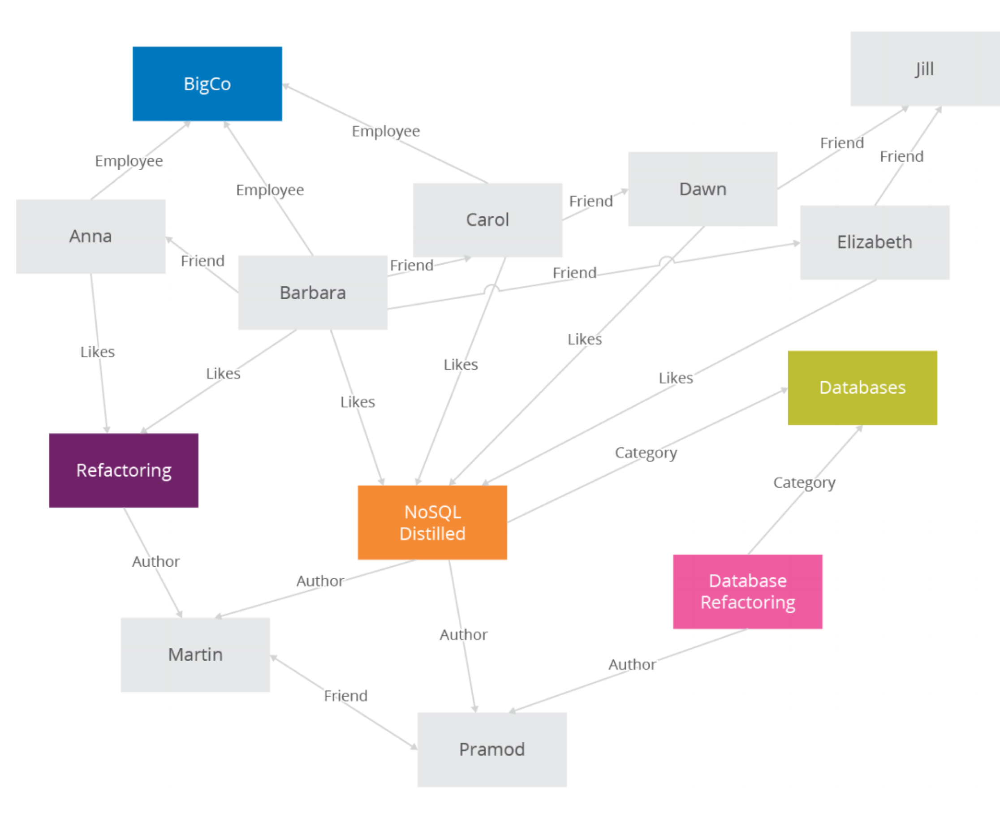 Jill
BigCo
Employee
Friend
Friend
Employee
Dawn
Employee
Friend
Carol
Anna
Elizabeth
Friend
Friend
Friend
Barbara
Likes
Likes
Likes
Likes
Likes
Databases
Likes
Category
Refactoring
Category
NoSQL
Distilled
Author
Author
Database
Refactoring
Author
Martin
Author
Friend
Pramod